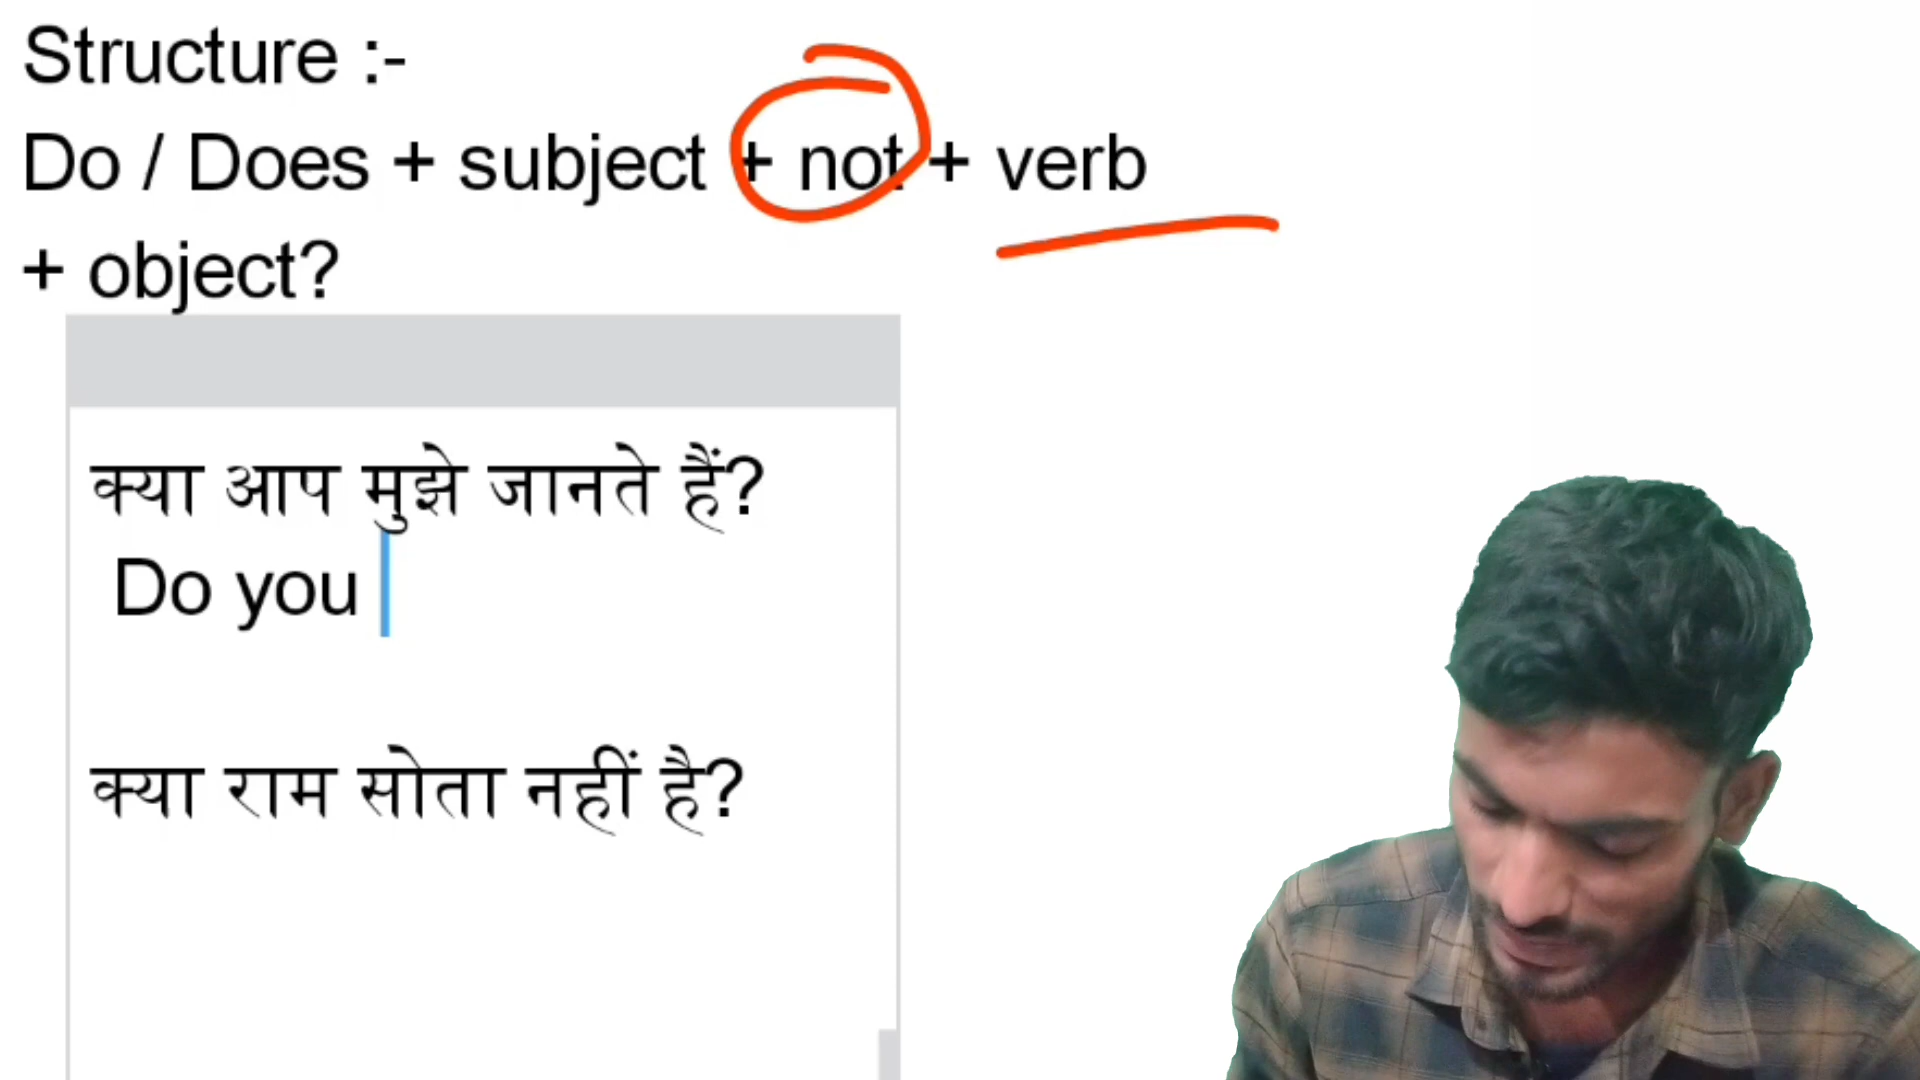 Structure :-
Do / Does + subject + not + verb
+ object?
क्या आप मुझे जानते हैं?
Do you
क्या राम सोता नहीं है?